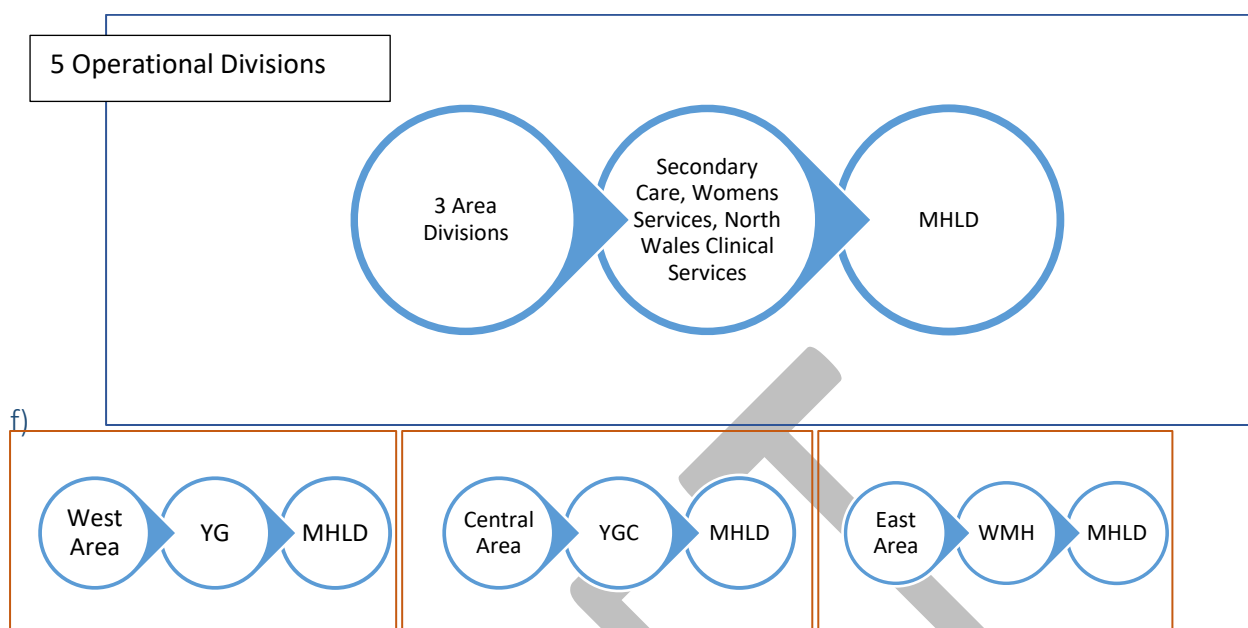 5 Operational Divisions
3 Area
Divisions
Secondary
Care, Womens
Services, North
Wales Clinical
Services
MHLD
f)
West
Area
YG
MHLD
Central
Area
YGC
MHLD
East
Area
WMH
MHLD